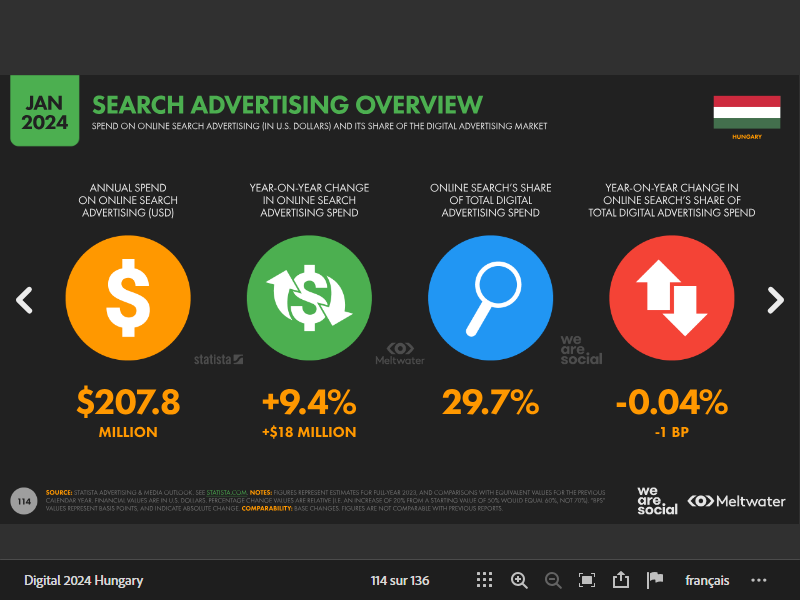 JAN
2024
SEARCH ADVERTISING OVERVIEW
SPEND ON ONLINE SEARCH ADVERTISING (IN U.S. DOLLARS) AND ITS SHARE OF THE DIGITAL ADVERTISING MARKET
HUNGARY
ANNUAL SPEND
ON ONLINE SEARCH
ADVERTISING (USD)
YEAR-ON-YEAR CHANGE
IN ONLINE SEARCH
ADVERTISING SPEND
ONLINE SEARCH'S SHARE
OF TOTAL DIGITAL
ADVERTISING SPEND
YEAR-ON-YEAR CHANGE IN
ONLINE SEARCH'S SHARE OF
TOTAL DIGITAL ADVERTISING SPEND
$
$
statista
Meltwater
we
are.
social
$207.8
MILLION
+9.4%
+$18 MILLION
29.7%
-0.04%
-1 BP
114
SOURCE: STATISTA ADVERTISING & MEDIA OUTLOOK. SEE STATISTA.COM. NOTES: FIGURES REPRESENT ESTIMATES FOR FULL-YEAR 2023, AND COMPARISONS WITH EQUIVALENT VALUES FOR THE PREVIOUS
CALENDAR YEAR. FINANCIAL VALUES ARE IN U.S. DOLLARS. PERCENTAGE CHANGE VALUES ARE RELATIVE (I.E. AN INCREASE OF 20% FROM A STARTING VALUE OF 50% WOULD EQUAL 60%, NOT 70%). "BPS"
VALUES REPRESENT BASIS POINTS, AND INDICATE ABSOLUTE CHANGE. COMPARABILITY: BASE CHANGES. FIGURES ARE NOT COMPARABLE WITH PREVIOUS REPORTS.
we
are.
social
Meltwater
Digital 2024 Hungary
114 sur 136
français